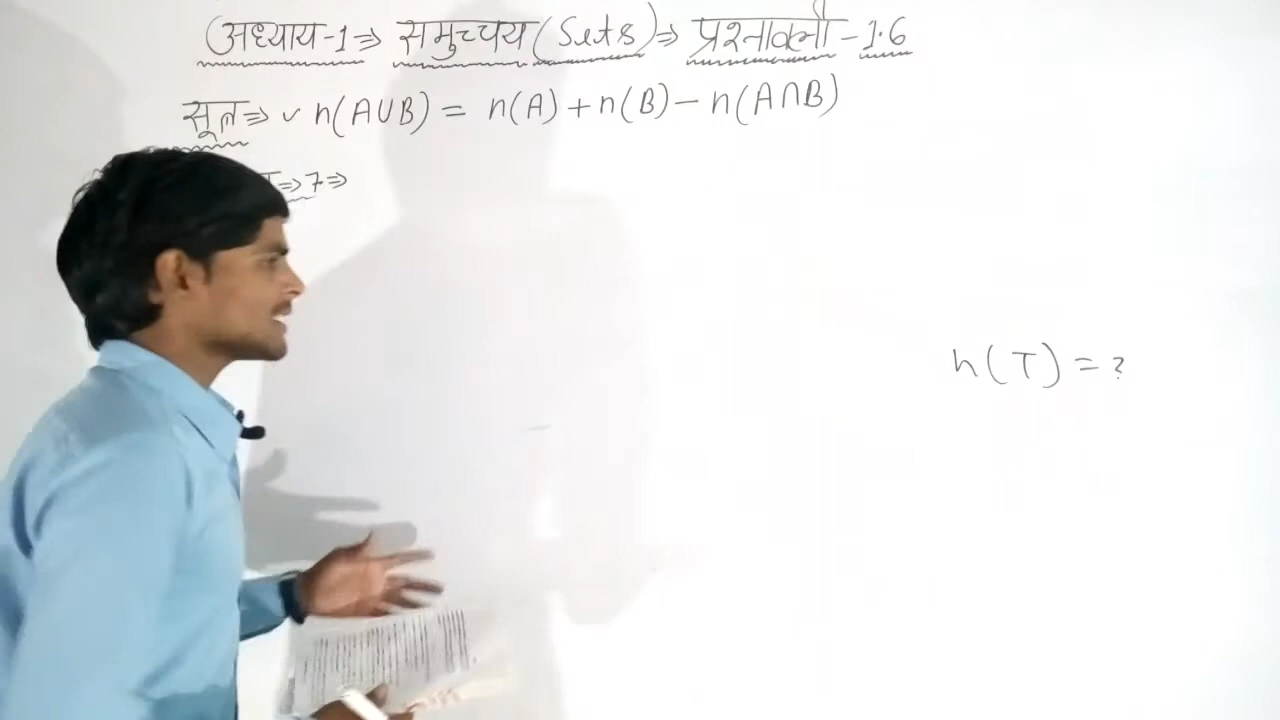 (अध्याय-1⇒ समुच्चय (Sets)⇒ प्रश्नावली - 1.6
सूत्र⇒ ✓ n(A∪B) = n(A) + n(B) - n(A∩B)
⇒ 7⇒
n(T) = ?